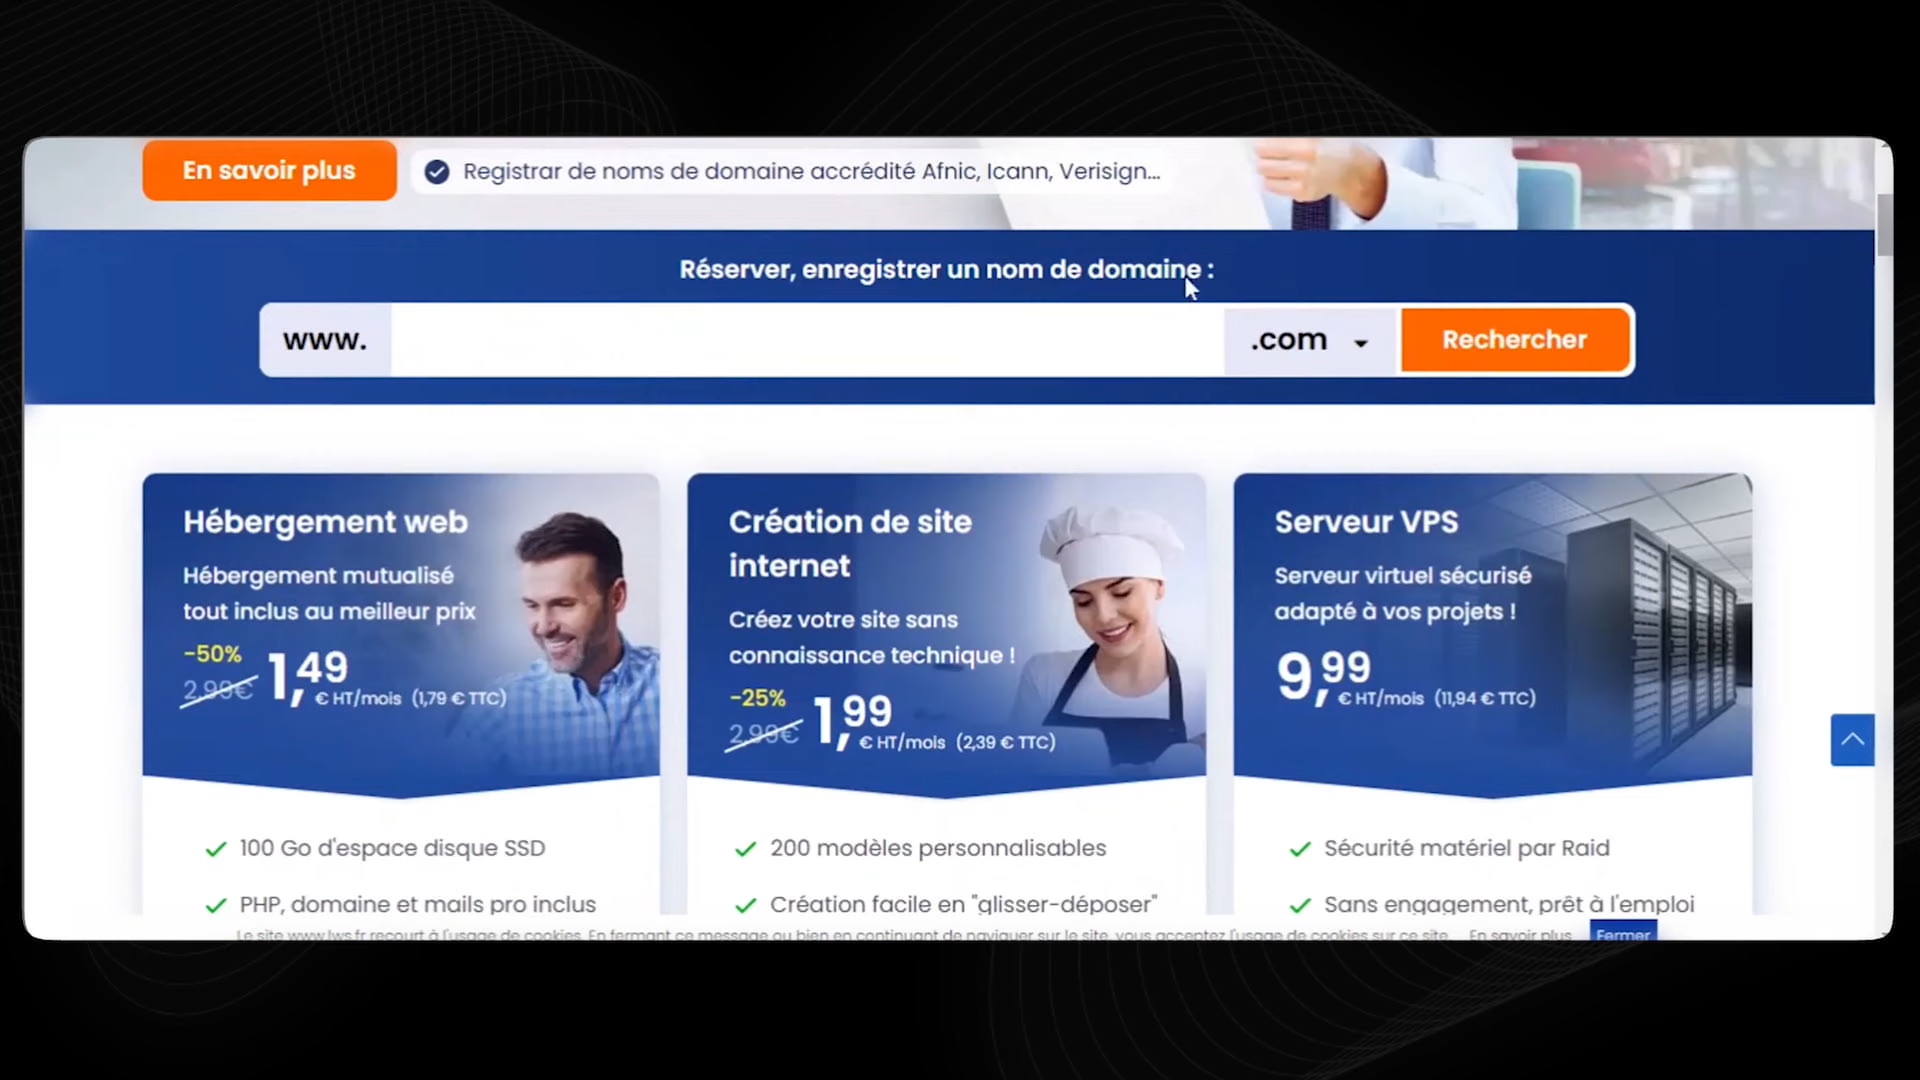 En savoir plus
Registrar de noms de domaine accrédité Afnic, Icann, Verisign...
Réserver, enregistrer un nom de domaine :
www.
.com
Rechercher
Hébergement web
Hébergement mutualisé
tout inclus au meilleur prix
-50%
2,99€
1,49
€ HT/mois (1,79 € TTC)
Création de site
internet
Créez votre site sans
connaissance technique !
-25%
2,99€
1,99
€ HT/mois (2,39 € TTC)
Serveur VPS
Serveur virtuel sécurisé
adapté à vos projets !
9,99
€ HT/mois (11,94 € TTC)
100 Go d'espace disque SSD
PHP, domaine et mails pro inclus
200 modèles personnalisables
Création facile en "glisser-déposer"
Sécurité matériel par Raid
Sans engagement, prêt à l'emploi
Le site www.lws.fr recourt à l'usage de cookies. En fermant ce message ou bien en continuant de naviguer sur le site, vous acceptez l'usage de cookies sur ce site.
En savoir plus
Fermer